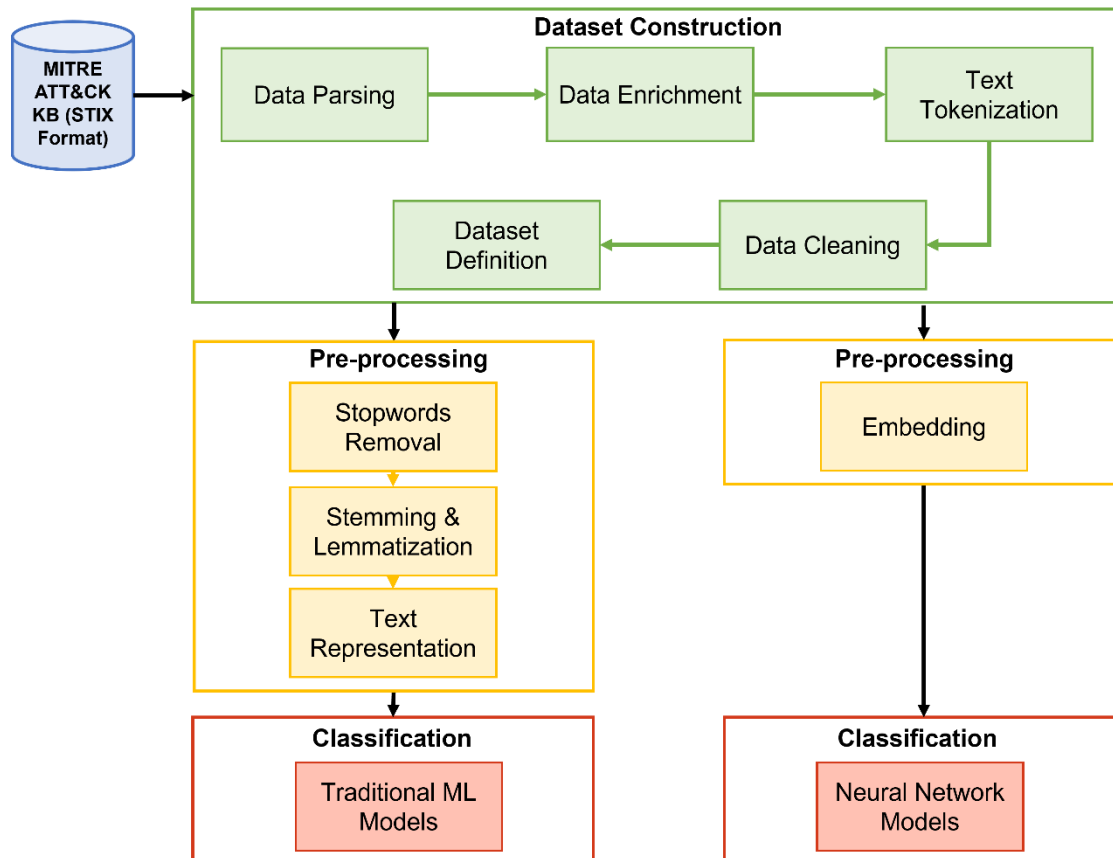 MITRE
ATT&CK
KB (STIX
Format)
Dataset Construction
Data Parsing
Data Enrichment
Text
Tokenization
Dataset
Definition
Data Cleaning
Pre-processing
Stopwords
Removal
Stemming &
Lemmatization
Text
Representation
Pre-processing
Embedding
Classification
Traditional ML
Models
Classification
Neural Network
Models